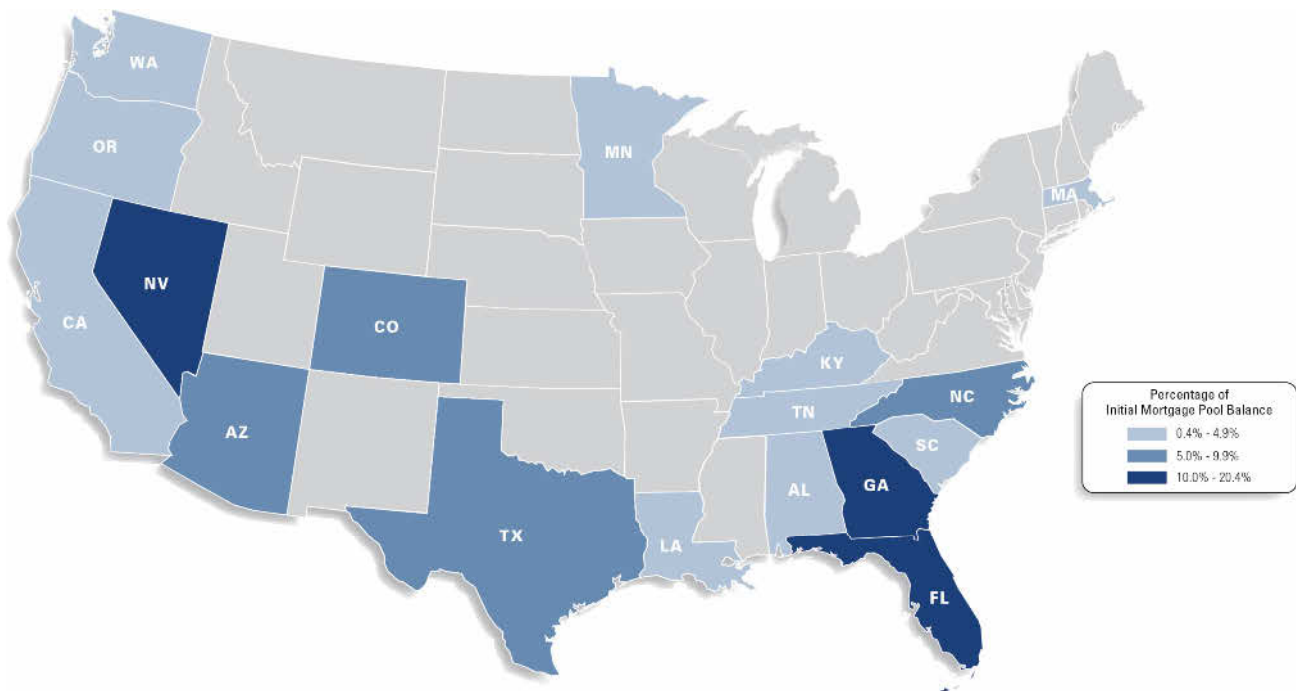 WA
OR
MN
MA
NV
CA
CO
KY
AZ
TN
NC
SC
TX
LA
AL
GA
FL
Percentage of
Initial Mortgage Pool Balance
0.4% - 4.9%
5.0% - 9.9%
10.0% - 20.4%